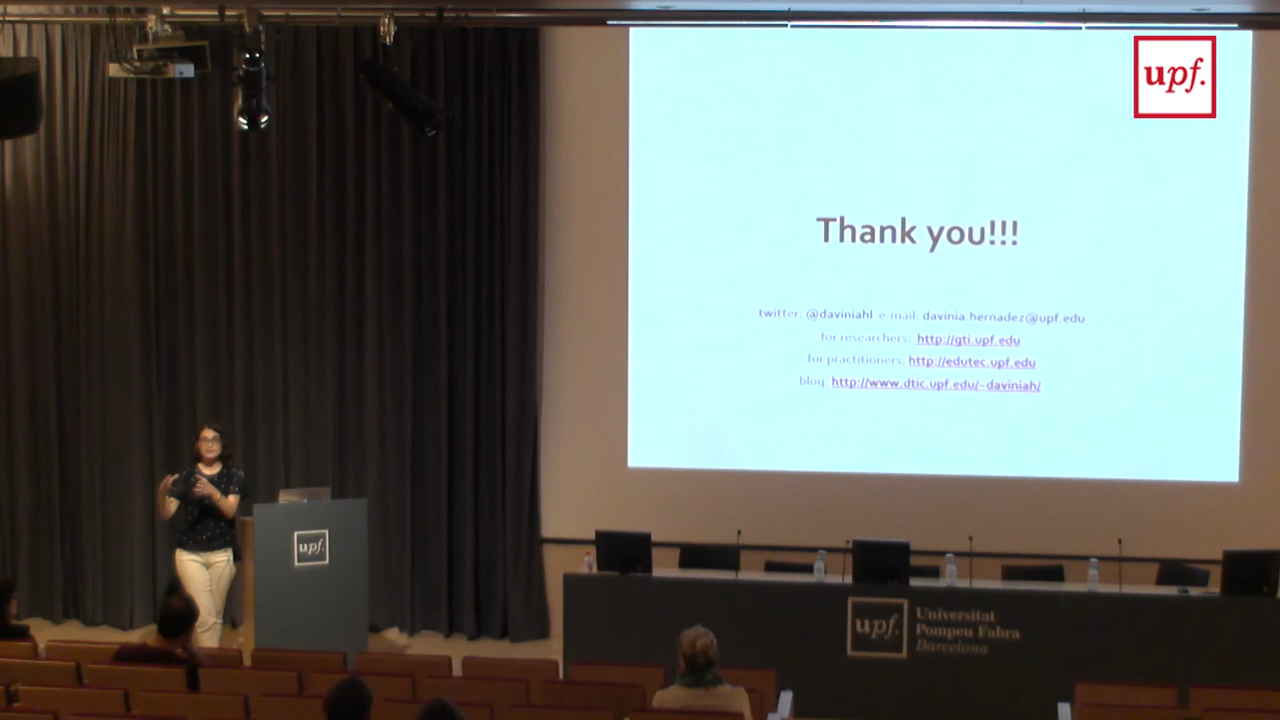 upf.
Thank you!!!
twitter: @daviniahl e-mail: davinia.hernadez@upf.edu
for researchers: http://gti.upf.edu
for practitioners: http://edutec.upf.edu
blog: http://www.dtic.upf.edu/~daviniah/
upf.
upf.
Universitat
Pompeu Fabra
Barcelona